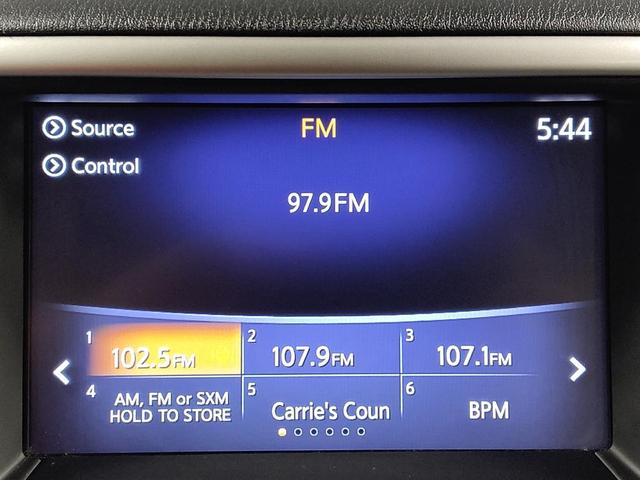 Source
FM
5:44
Control
97.9FM
1
102.5FM
2
107.9FM
3
107.1FM
4
AM, FM or SXM
HOLD TO STORE
5
Carrie's Coun
6
BPM